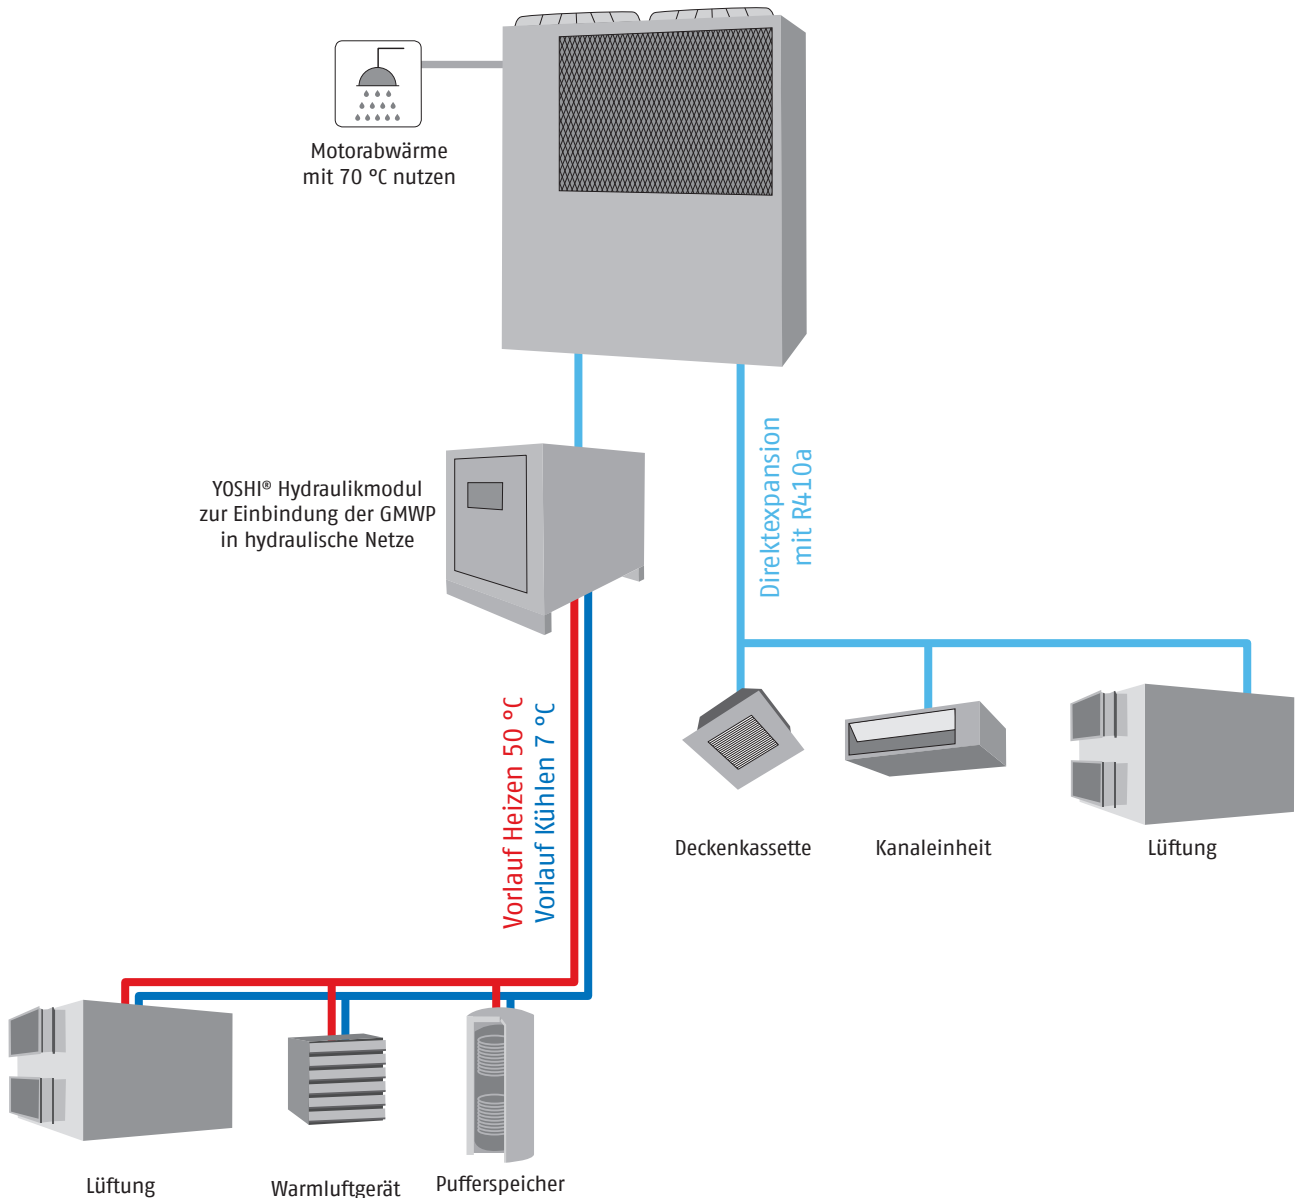 Motorabwärme
mit 70 °C nutzen
YOSHI® Hydraulikmodul
zur Einbindung der GMWP
in hydraulische Netze
Direktexpansion
mit R410a
Vorlauf Heizen 50 °C
Vorlauf Kühlen 7 °C
Deckenkassette
Kanaleinheit
Lüftung
Lüftung
Warmluftgerät
Pufferspeicher